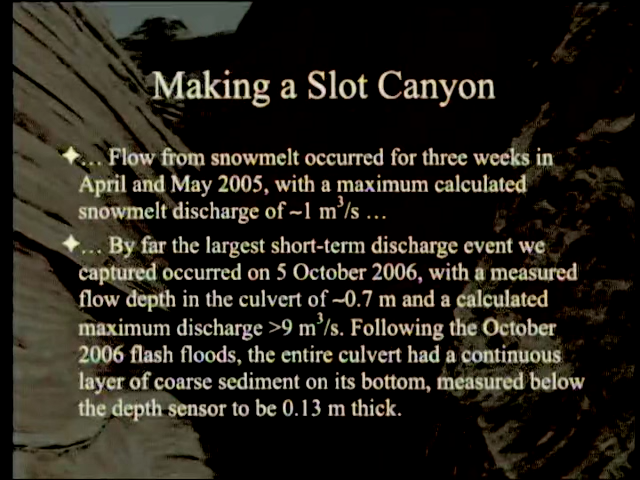 Making a Slot Canyon
… Flow from snowmelt occurred for three weeks in
April and May 2005, with a maximum calculated
snowmelt discharge of ~1 m³/s …
… By far the largest short-term discharge event we
captured occurred on 5 October 2006, with a measured
flow depth in the culvert of ~0.7 m and a calculated
maximum discharge >9 m³/s. Following the October
2006 flash floods, the entire culvert had a continuous
layer of coarse sediment on its bottom, measured below
the depth sensor to be 0.13 m thick.